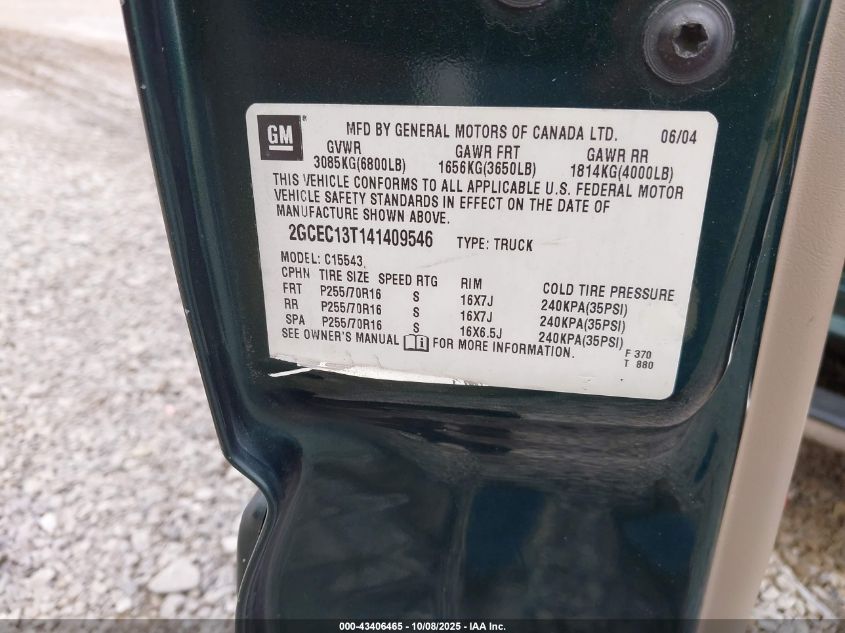 GM ® MFD BY GENERAL MOTORS OF CANADA LTD. 06/04
GVWR GAWR FRT GAWR RR
3085KG(6800LB) 1656KG(3650LB) 1814KG(4000LB)
THIS VEHICLE CONFORMS TO ALL APPLICABLE U.S. FEDERAL MOTOR
VEHICLE SAFETY STANDARDS IN EFFECT ON THE DATE OF
MANUFACTURE SHOWN ABOVE.
2GCEC13T141409546 TYPE: TRUCK
MODEL: C15543
CPHN TIRE SIZE SPEED RTG RIM COLD TIRE PRESSURE
FRT P255/70R16 S 16X7J 240KPA(35PSI)
RR P255/70R16 S 16X7J 240KPA(35PSI)
SPA P255/70R16 S 16X6.5J 240KPA(35PSI)
SEE OWNER'S MANUAL i FOR MORE INFORMATION.
F 370
T 880
000-43406465 - 10/08/2025 - IAA Inc.